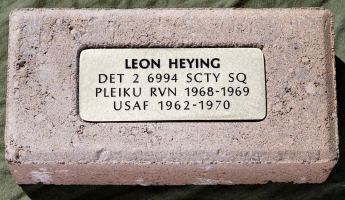 LEON HEYING
DET 2 6994 SCTY SQ
PLEIKU RVN 1968-1969
USAF 1962-1970